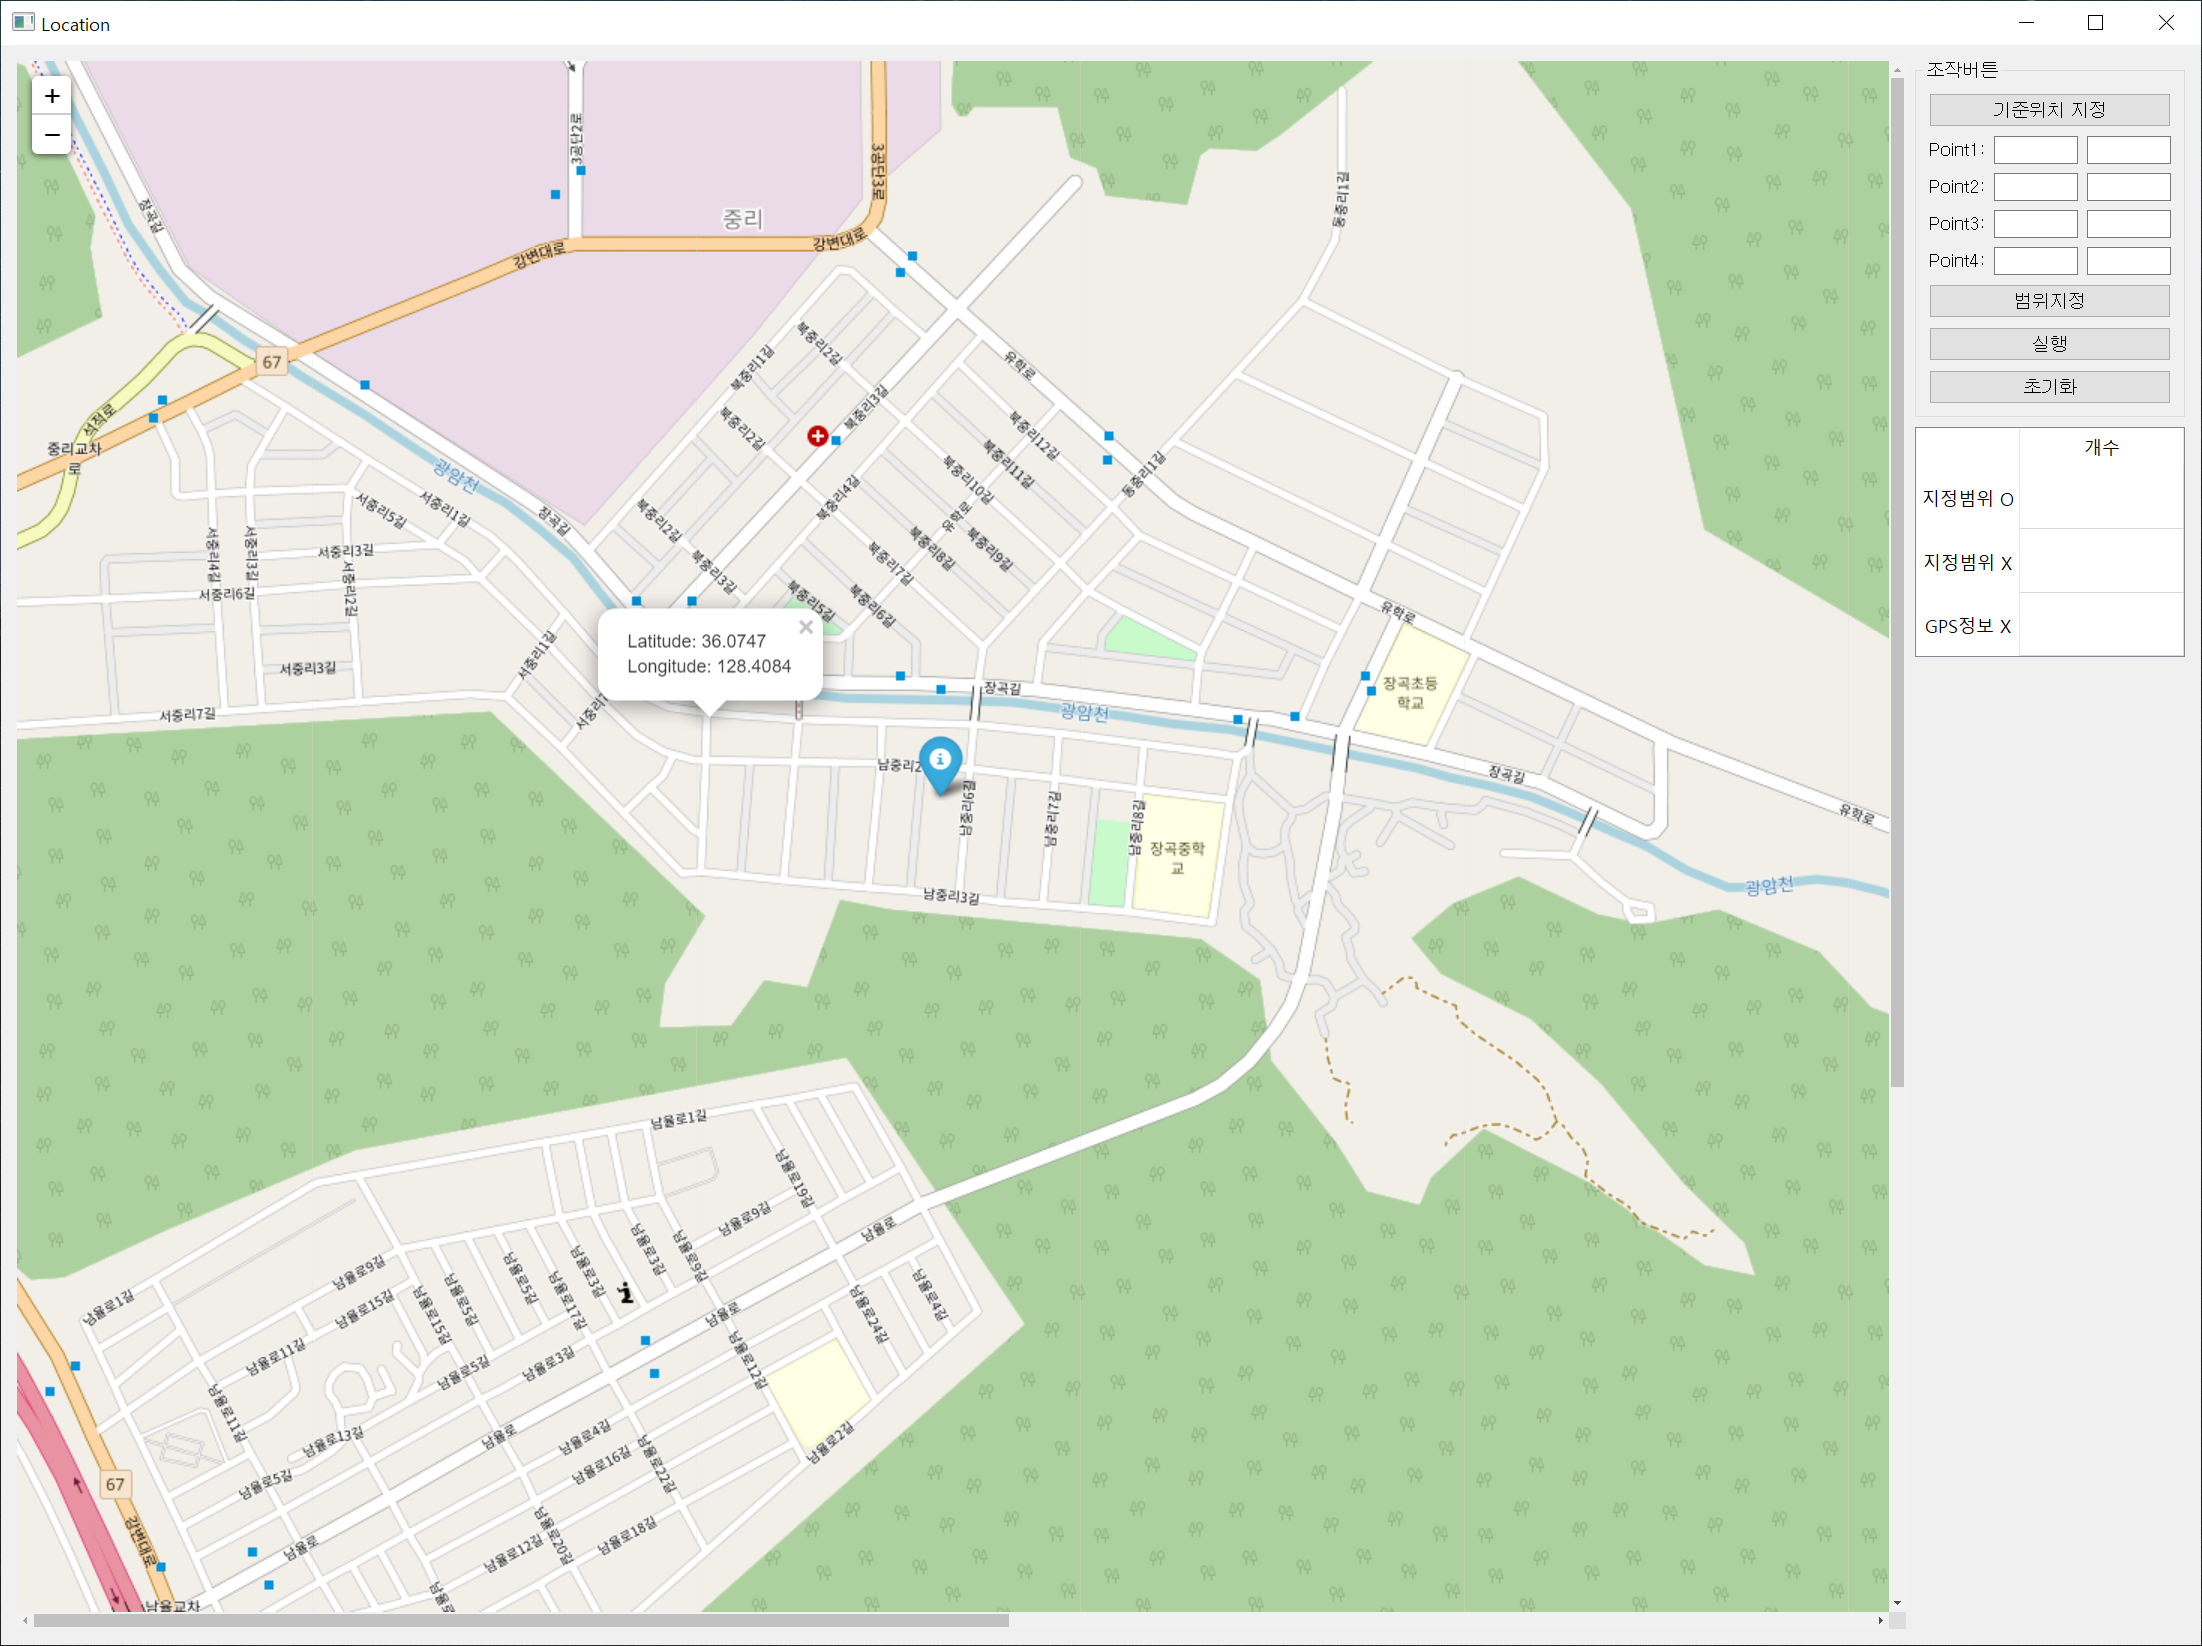 Location
+
−
장곡길
3공단2로
3공단3로
중리
강변대로
강변대로
동중리1길
67
석적로
중리교차
로
광암천
장곡길
북중리1길
북중리2길
북중리3길
북중리2길
유학로
북중리12길
북중리11길
북중리10길
유학로
북중리9길
북중리8길
북중리7길
북중리4길
동중리1길
북중리2길
북중리3길
북중리5길
북중리6길
서중리5길
서중리1길
서중리4길
서중리3길
서중리3길
서중리2길
서중리6길
서중리3길
서중리1길
서중리7길
Latitude: 36.0747
Longitude: 128.4084
×
장곡길
광암천
유학로
장곡초등
학교
장곡길
유학로
광암천
남중리2
남중리6길
남중리7길
남중리8길
장곡중학
교
남중리3길
남율로1길
남율로19길
남율로9길
남율로
남율로3길
남율로9길
남율로3길
남율로5길
남율로17길
남율로5길
남율로15길
남율로9길
남율로15길
남율로1길
남율로11길
남율로5길
남율로3길
남율로
남율로24길
남율로4길
남율로12길
남율로11길
남율로13길
남율로5길
남율로
남율로4길
남율로16길
남율로22길
남율로2길
남율로20길
남율로12길
남율로18길
남율로
67
강변대로
남율교차
조작버튼
기준위치 지정
Point1:
Point2:
Point3:
Point4:
범위지정
실행
초기화
개수
지정범위 O
지정범위 X
GPS정보 X